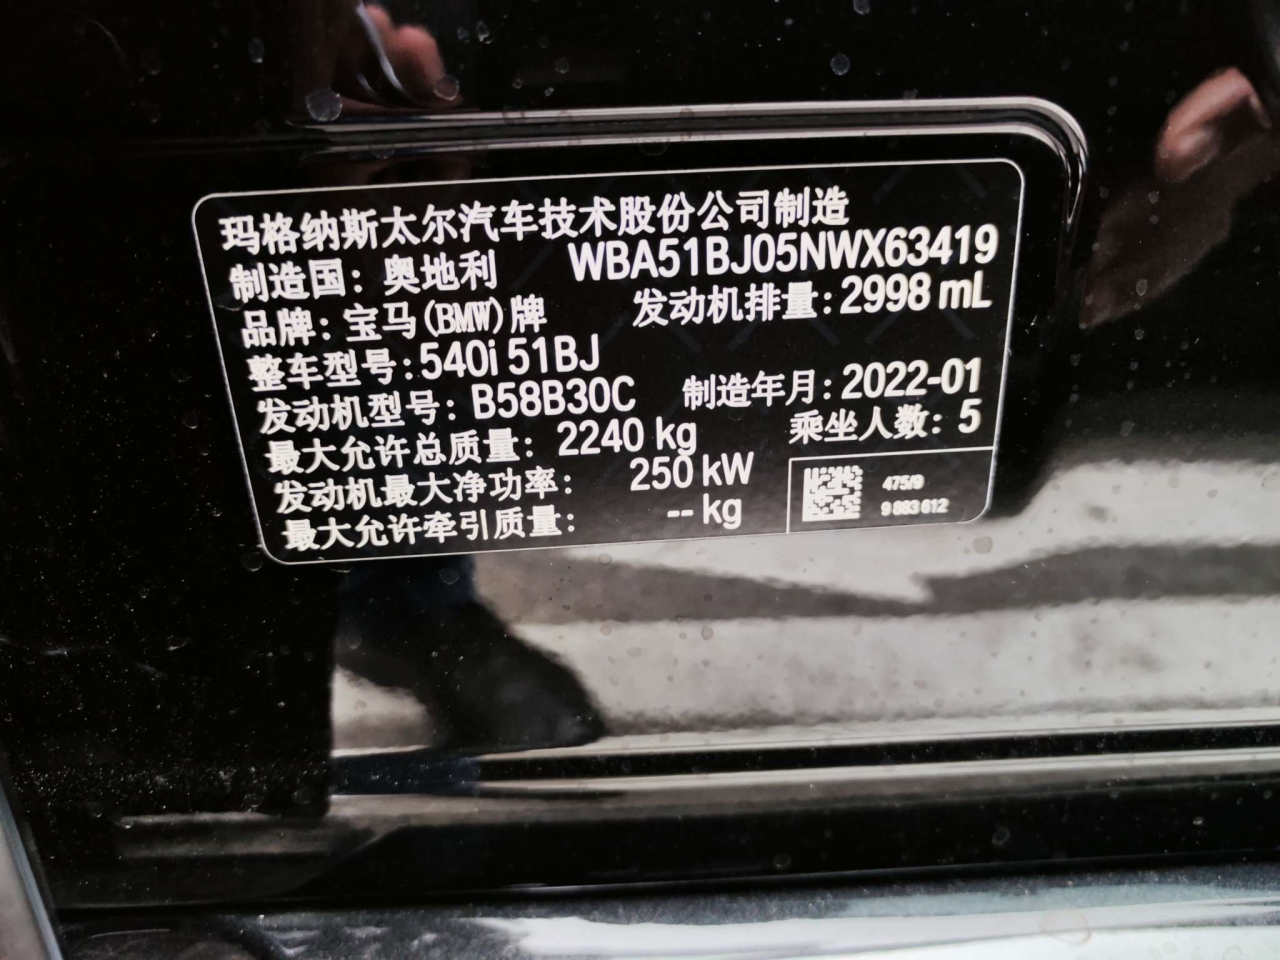 玛格纳斯太尔汽车技术股份公司制造
制造国：奥地利 WBA51BJ05NWX63419
品牌：宝马(BMW)牌 发动机排量：2998 mL
整车型号：540i 51BJ
发动机型号：B58B30C 制造年月：2022-01
最大允许总质量：2240 kg 乘坐人数：5
发动机最大净功率：250 kW
最大允许牵引质量：-- kg
475/9
9 883 612